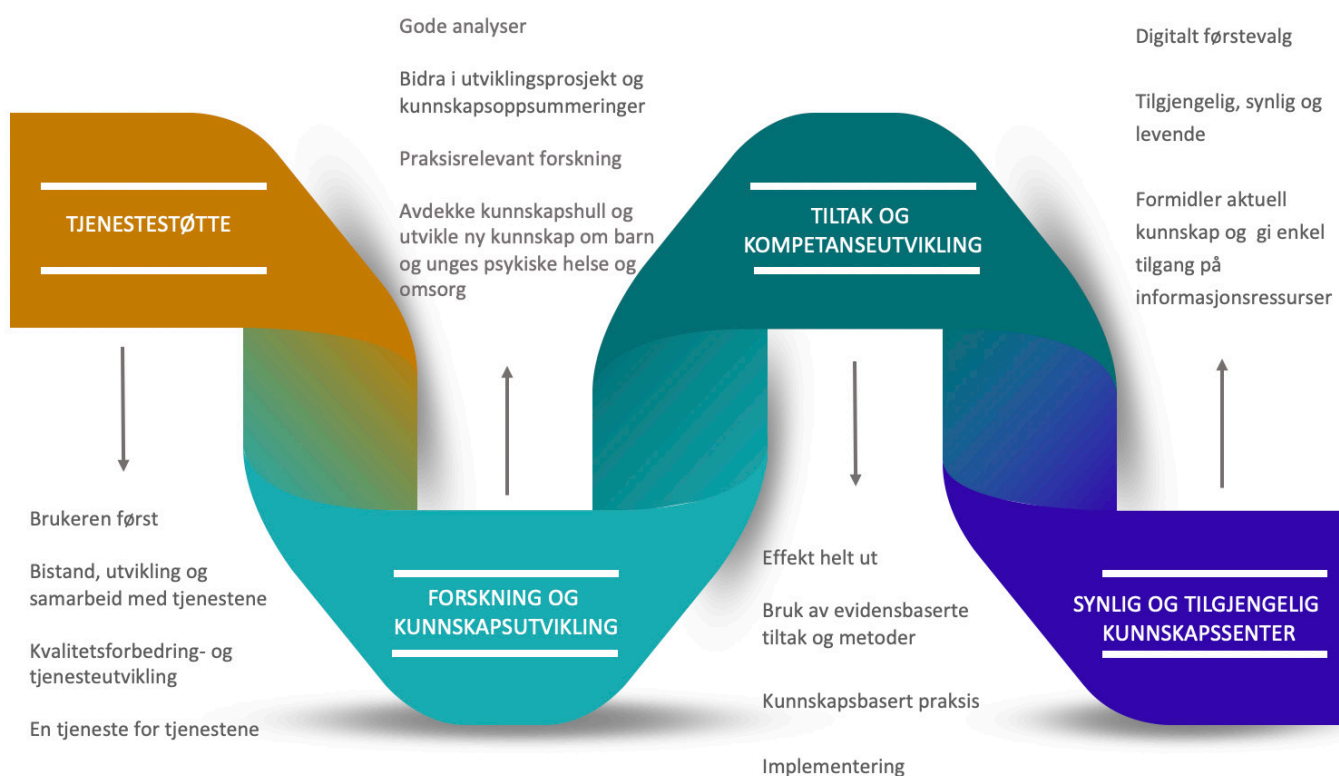 TJENESTESTØTTE
Brukeren først
Bistand, utvikling og
samarbeid med tjenestene
Kvalitetsforbedring- og
tjenesteutvikling
En tjeneste for tjenestene
Gode analyser
Bidra i utviklingsprosjekt og
kunnskapsoppsummeringer
Praksisrelevant forskning
Avdekke kunnskapshull og
utvikle ny kunnskap om barn
og unges psykiske helse og
omsorg
FORSKNING OG
KUNNSKAPSUTVIKLING
TILTAK OG
KOMPETANSEUTVIKLING
Effekt helt ut
Bruk av evidensbaserte
tiltak og metoder
Kunnskapsbasert praksis
Implementering
Digitalt førstevalg
Tilgjengelig, synlig og
levende
Formidler aktuell
kunnskap og  gi enkel
tilgang på
informasjonsressurser
SYNLIG OG TILGJENGELIG
KUNNSKAPSSENTER